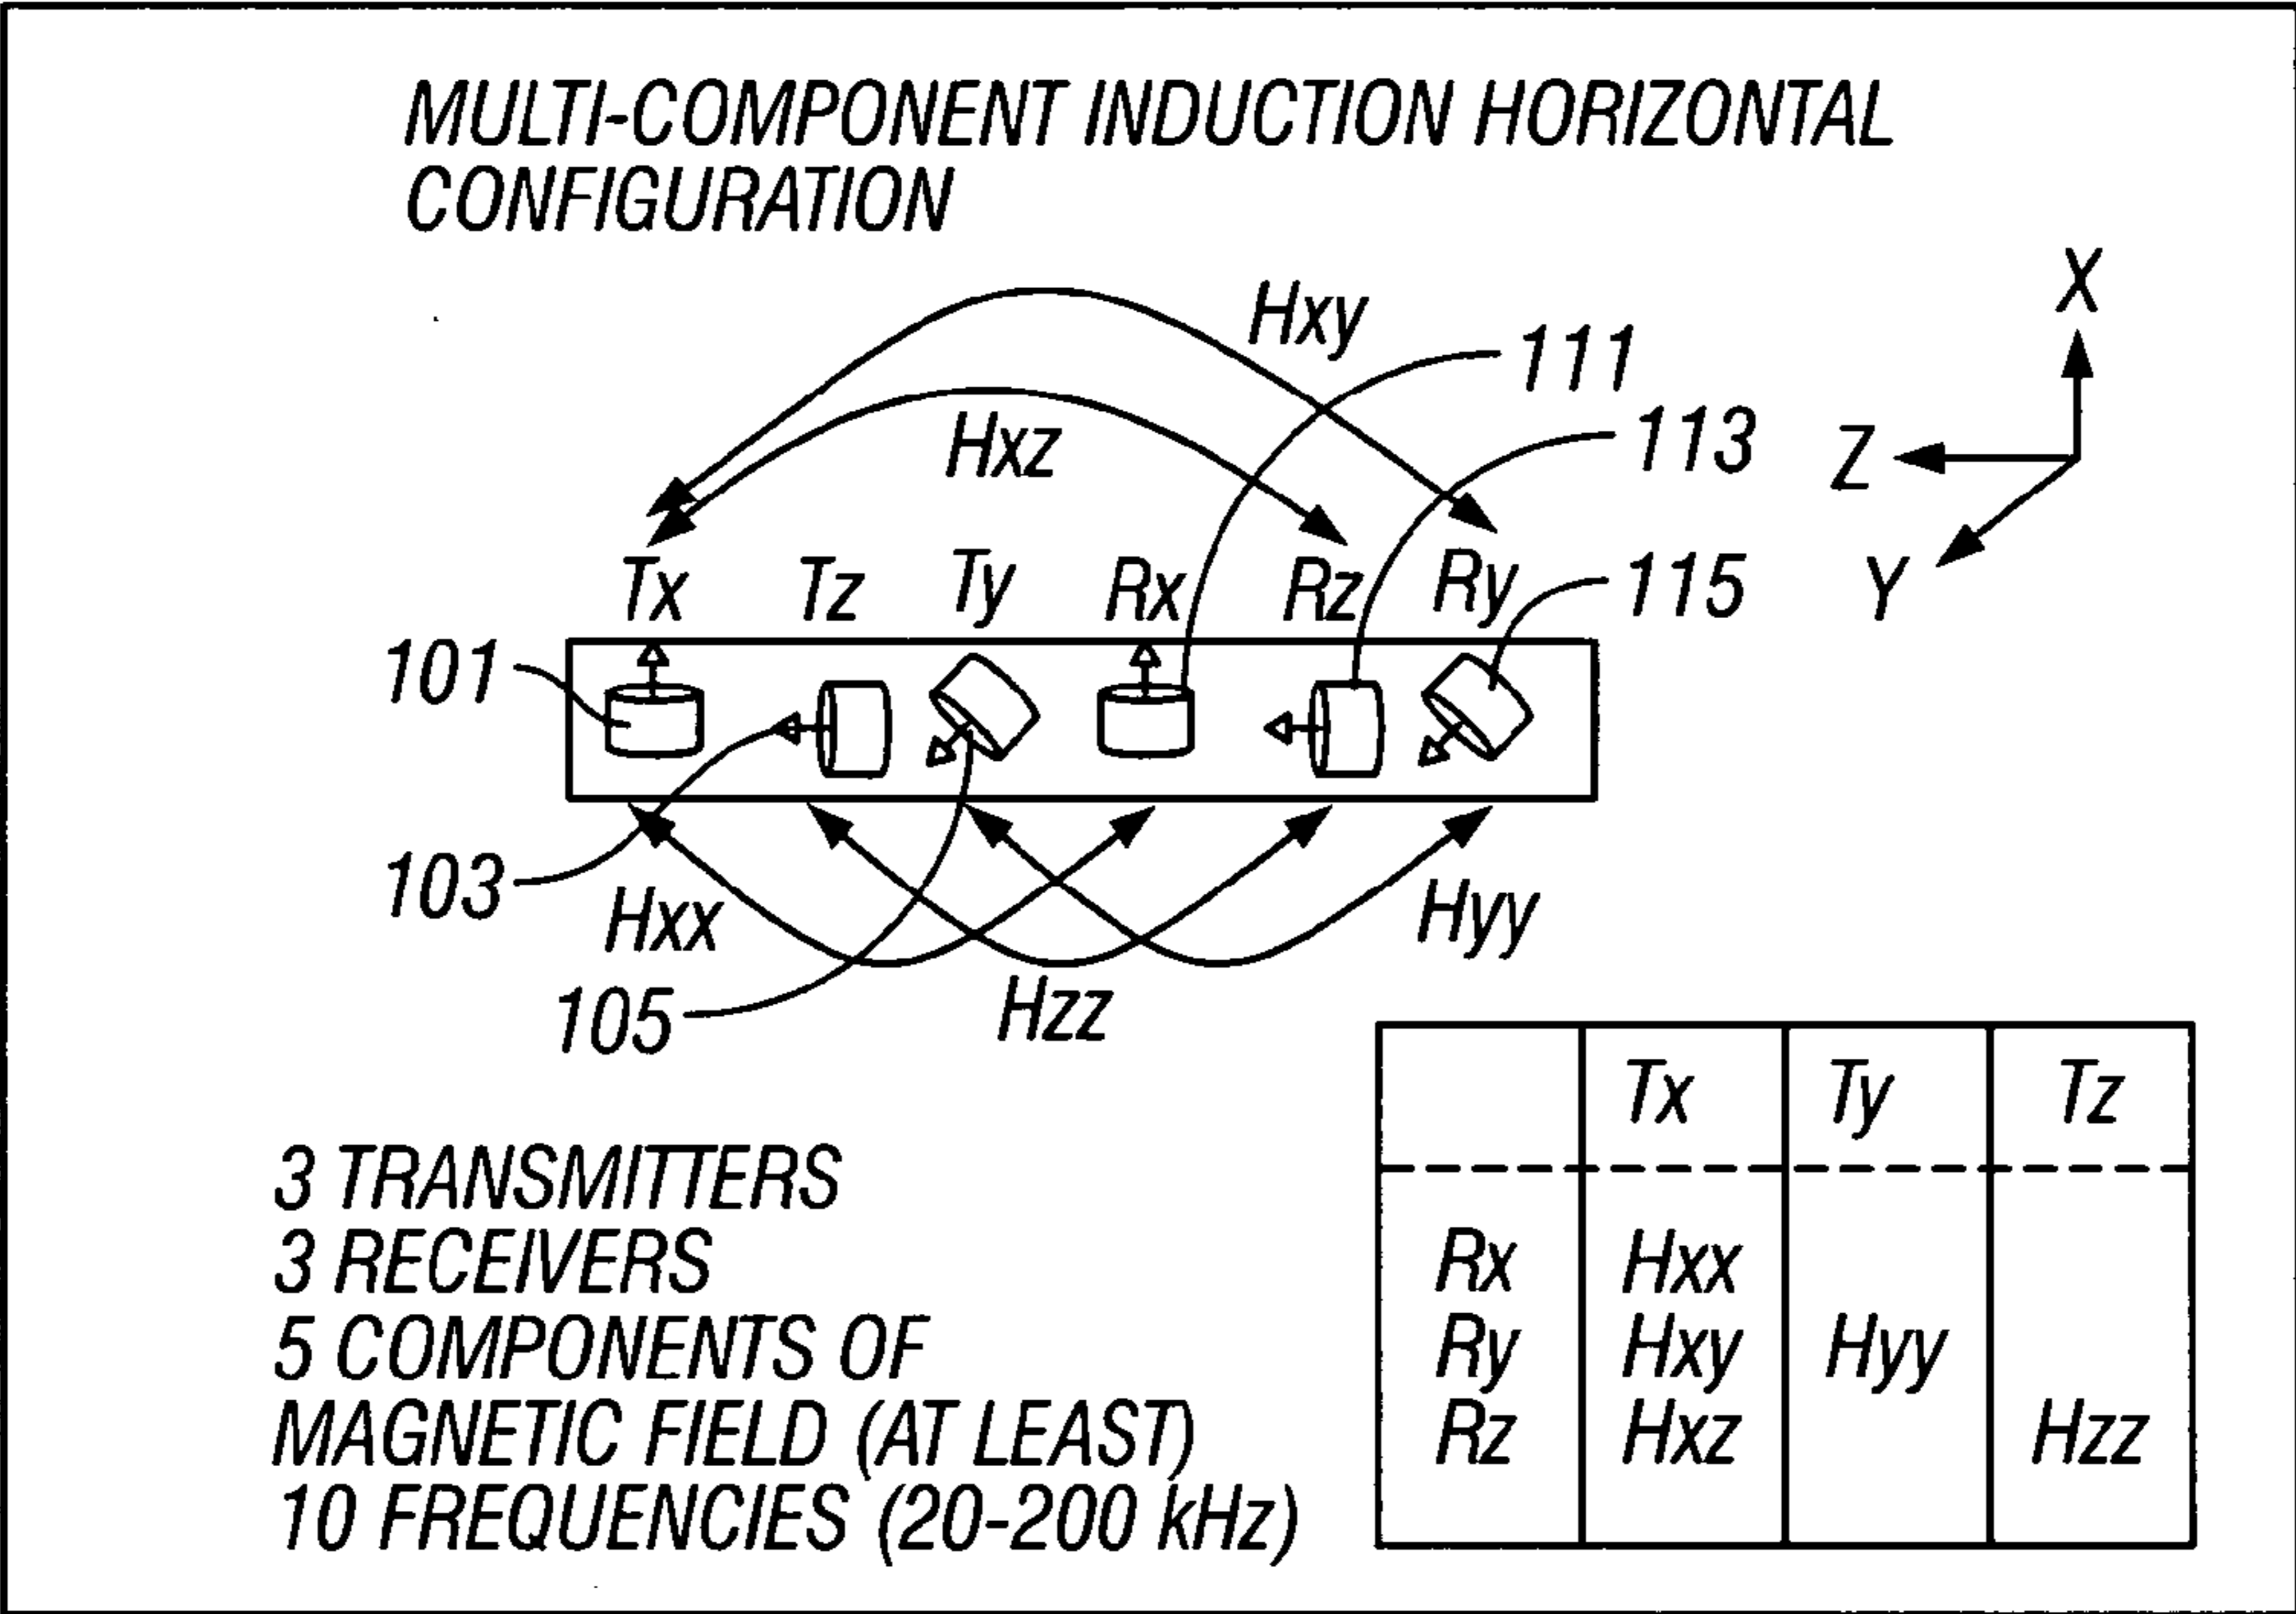 MULTI-COMPONENT INDUCTION HORIZONTAL
CONFIGURATION
Hxy
111
X
Hxz
113
Z
Tx Tz Ty Rx Rz Ry
115
Y
101
103
Hxx
Hyy
105
Hzz
3 TRANSMITTERS
3 RECEIVERS
5 COMPONENTS OF
MAGNETIC FIELD (AT LEAST)
10 FREQUENCIES (20-200 kHz)
Tx Ty Tz
Rx Hxx
Ry Hxy Hyy
Rz Hxz Hzz